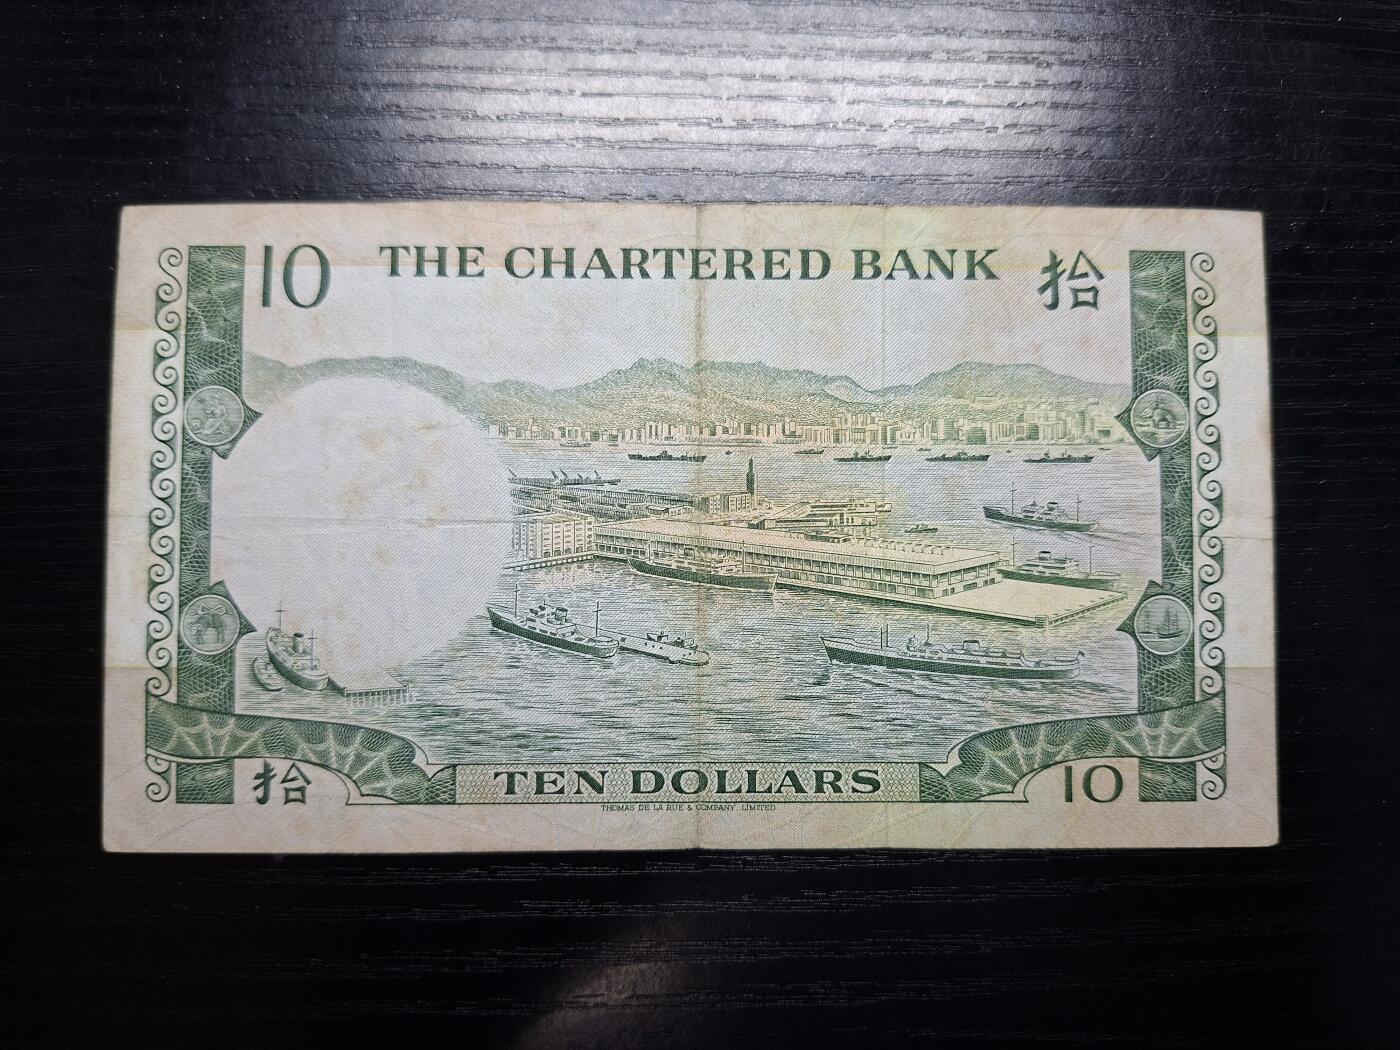 10 THE CHARTERED BANK 拾
拾 TEN DOLLARS 10
THOMAS DE LA RUE & COMPANY, LIMITED